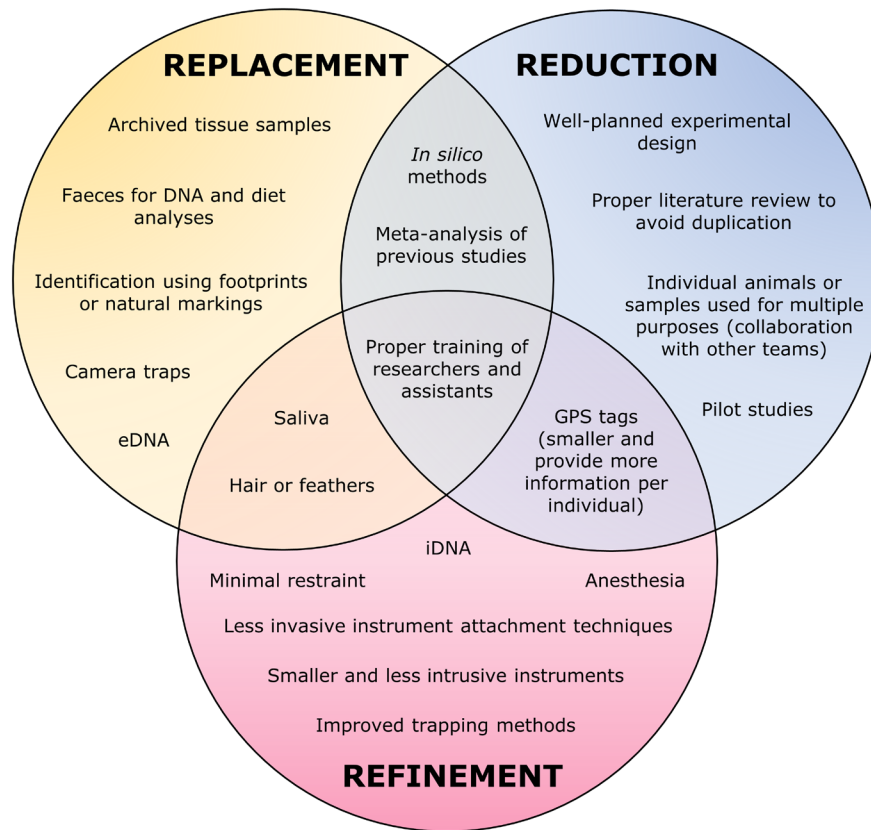 REPLACEMENT
REDUCTION
Archived tissue samples
Faeces for DNA and diet
analyses
Identification using footprints
or natural markings
Camera traps
eDNA
In silico
methods
Meta-analysis of
previous studies
Well-planned experimental
design
Proper literature review to
avoid duplication
Individual animals or
samples used for multiple
purposes (collaboration
with other teams)
Pilot studies
Proper training of
researchers and
assistants
Saliva
Hair or feathers
GPS tags
(smaller and
provide more
information per
individual)
iDNA
Minimal restraint
Anesthesia
Less invasive instrument attachment techniques
Smaller and less intrusive instruments
Improved trapping methods
REFINEMENT